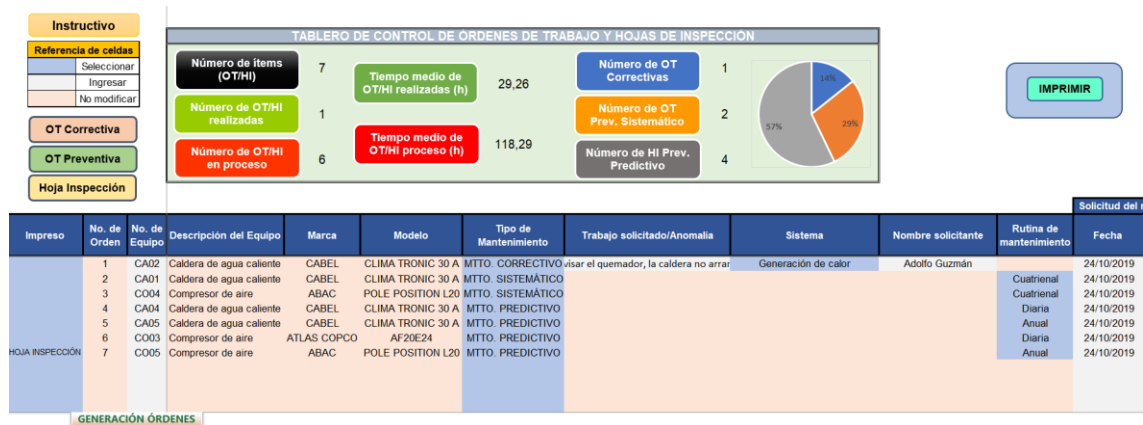 Instructivo
Referencia de celdas
Seleccionar
Ingresar
No modificar
OT Correctiva
OT Preventiva
Hoja Inspección
TABLERO DE CONTROL DE ÓRDENES DE TRABAJO Y HOJAS DE INSPECCIÓN
Número de items
(OT/HI)
7
Número de OT/HI
realizadas
1
Número de OT/HI
en proceso
6
Tiempo medio de
OT/HI realizadas (h)
29,26
Tiempo medio de
OT/HI proceso (h)
118,29
Número de OT
Correctivas
1
Número de OT
Prev. Sistemático
2
Número de HI Prev.
Predictivo
4
14%
29%
57%
IMPRIMIR
Solicitud del
Impreso No. de Orden No. de Equipo Descripción del Equipo Marca Modelo Tipo de Mantenimiento Trabajo solicitado/Anomalia Sistema Nombre solicitante Rutina de mantenimiento Fecha
1 CA02 Caldera de agua caliente CABEL CLIMA TRONIC 30 A MTTO. CORRECTIVO visar el quemador, la caldera no arrar Generación de calor Adolfo Guzmán 24/10/2019
2 CA01 Caldera de agua caliente CABEL CLIMA TRONIC 30 A MTTO. SISTEMÁTICO Cuatrienal 24/10/2019
3 CO04 Compresor de aire ABAC POLE POSITION L20 MTTO. SISTEMÁTICO Cuatrienal 24/10/2019
4 CA04 Caldera de agua caliente CABEL CLIMA TRONIC 30 A MTTO. PREDICTIVO Diaria 24/10/2019
5 CA05 Caldera de agua caliente CABEL CLIMA TRONIC 30 A MTTO. PREDICTIVO Anual 24/10/2019
6 CO03 Compresor de aire ATLAS COPCO AF20E24 MTTO. PREDICTIVO Diaria 24/10/2019
HOJA INSPECCIÓN 7 CO05 Compresor de aire ABAC POLE POSITION L20 MTTO. PREDICTIVO Anual 24/10/2019
GENERACIÓN ÓRDENES